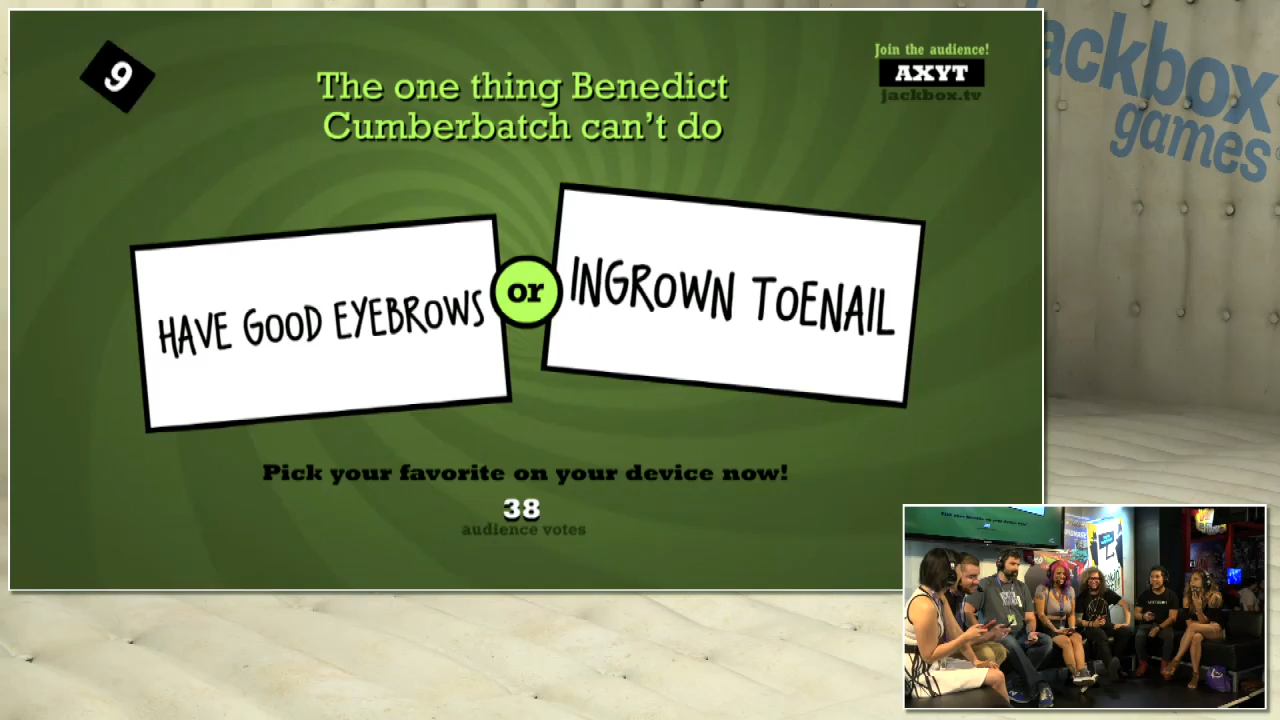 9
The one thing Benedict
Cumberbatch can't do
Join the audience!
AXYT
jackbox.tv
jackbox
games
HAVE GOOD EYEBROWS
or
INGROWN TOENAIL
Pick your favorite on your device now!
38
audience votes